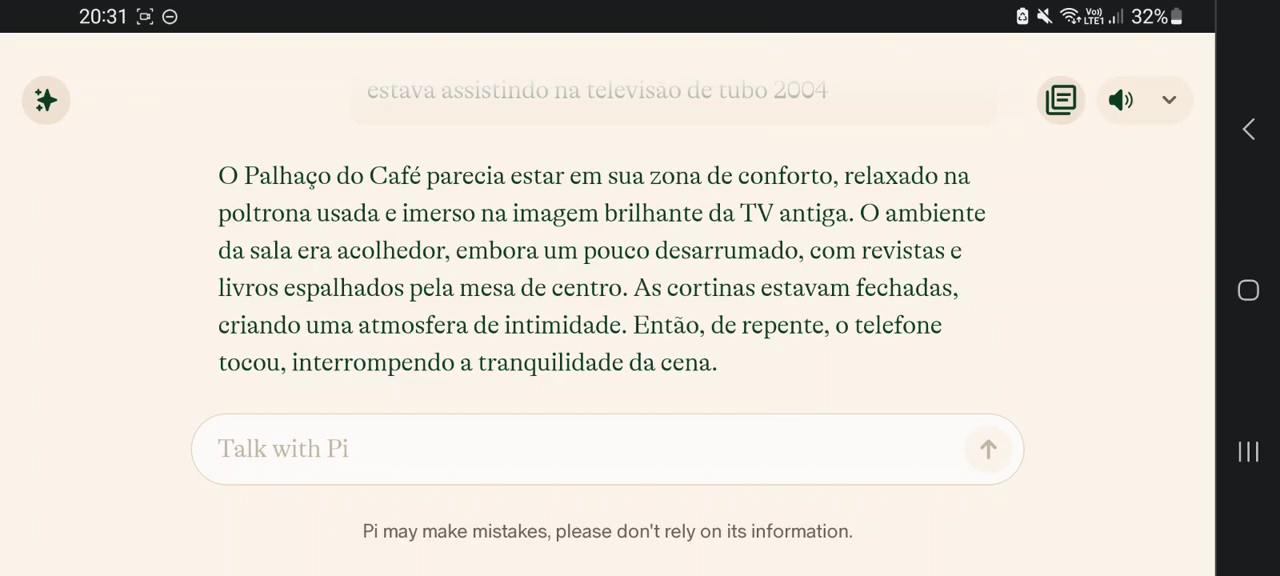 20:31
Vo))
LTE1
32%
estava assistindo na televisão de tubo 2004
O Palhaço do Café parecia estar em sua zona de conforto, relaxado na
poltrona usada e imerso na imagem brilhante da TV antiga. O ambiente
da sala era acolhedor, embora um pouco desarrumado, com revistas e
livros espalhados pela mesa de centro. As cortinas estavam fechadas,
criando uma atmosfera de intimidade. Então, de repente, o telefone
tocou, interrompendo a tranquilidade da cena.
Talk with Pi
Pi may make mistakes, please don't rely on its information.